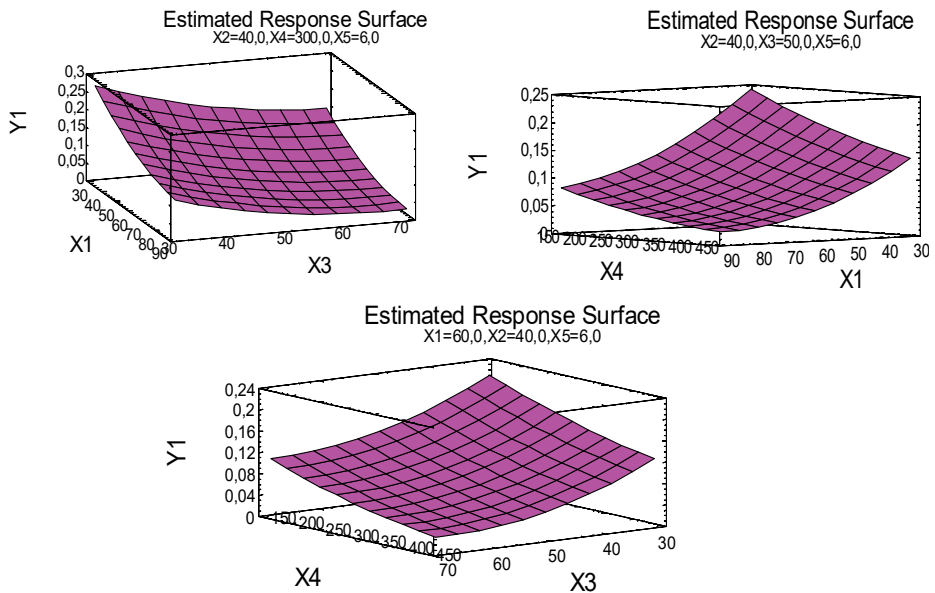 Estimated Response Surface
X2=40,0,X4=300,0,X5=6,0
0,3
0,25
0,2
0,15
0,1
0,05
0
Y1
30
40
50
60
70
80
90
X1
30
40
50
60
70
X3
Estimated Response Surface
X2=40,0,X3=50,0,X5=6,0
0,25
0,2
0,15
0,1
0,05
0
Y1
150 200 250 300 350 400 450
X4
90 80 70 60 50 40 30
X1
Estimated Response Surface
X1=60,0,X2=40,0,X5=6,0
0,24
0,2
0,16
0,12
0,08
0,04
0
Y1
150 200 250 300 350 400 450
X4
70 60 50 40 30
X3